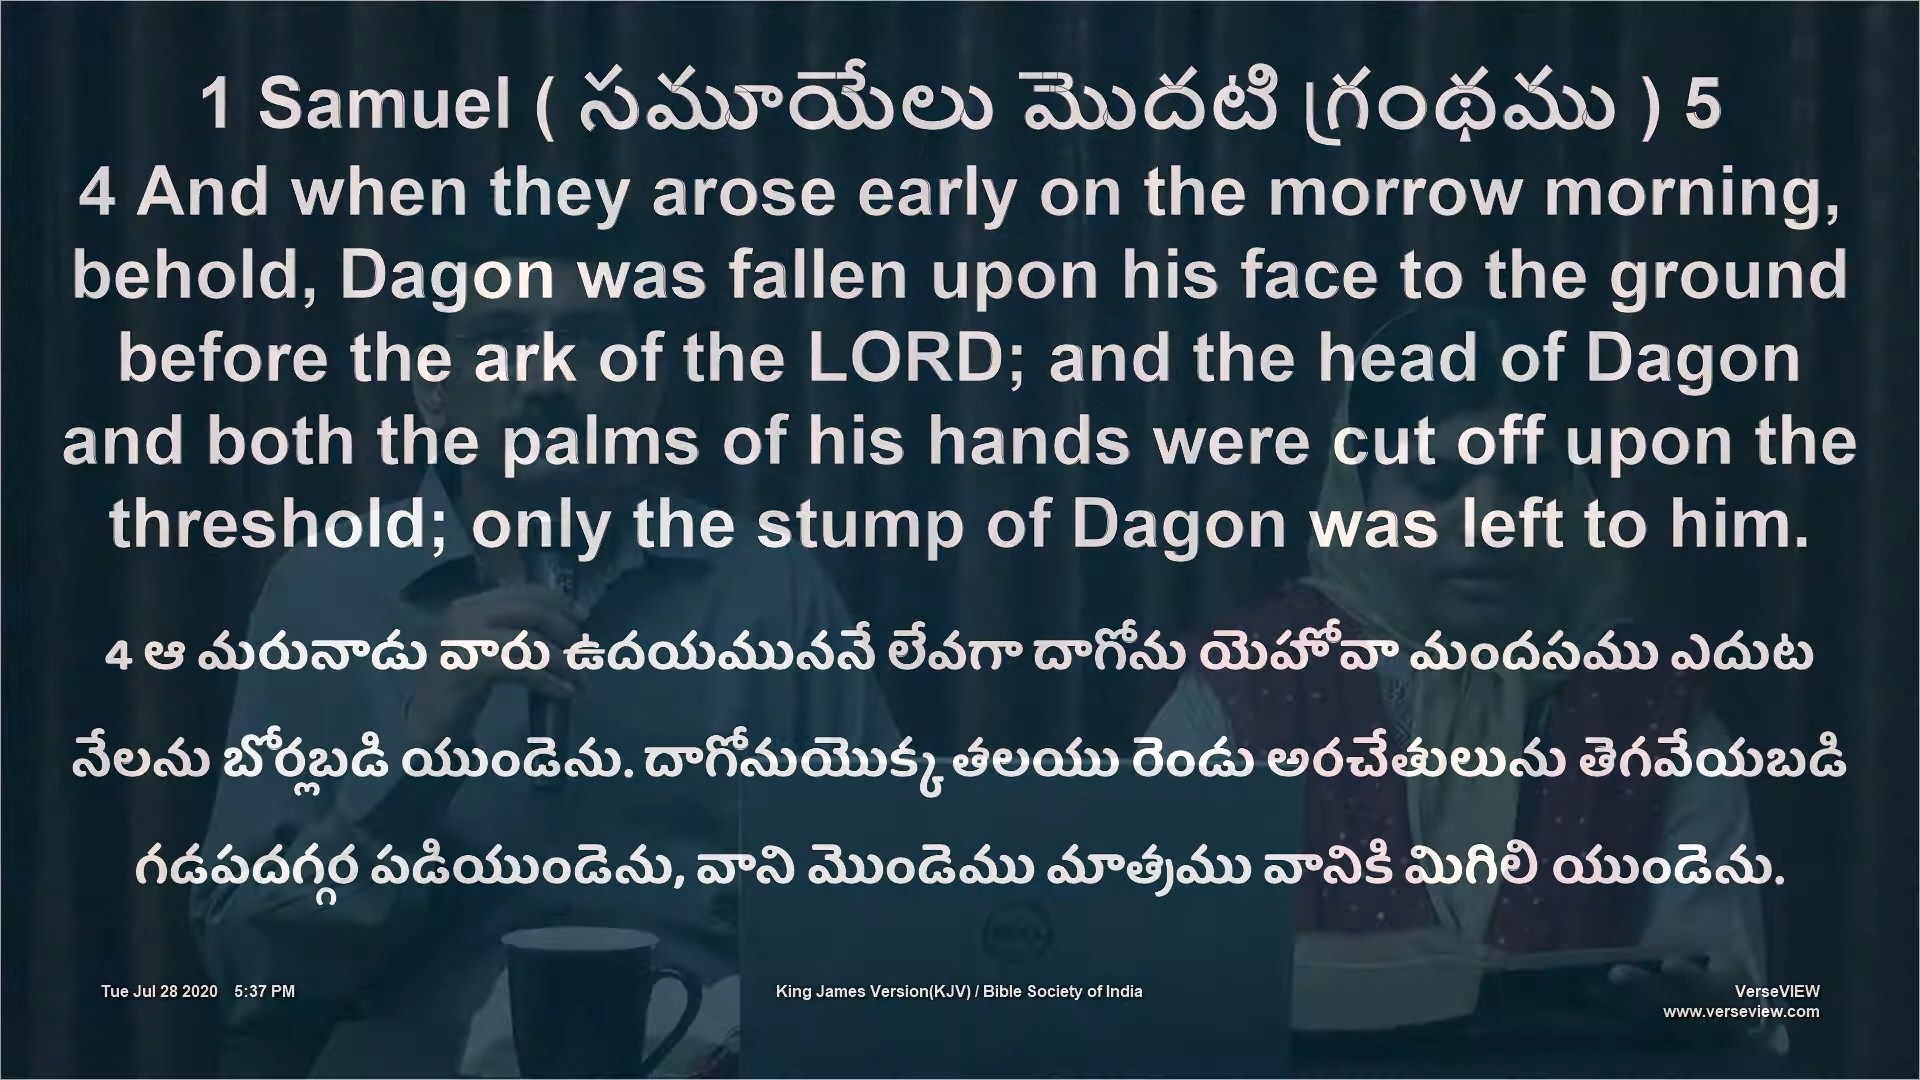 1 Samuel ( సమూయేలు మొదటి గ్రంథము ) 5
4 And when they arose early on the morrow morning,
behold, Dagon was fallen upon his face to the ground
before the ark of the LORD; and the head of Dagon
and both the palms of his hands were cut off upon the
threshold; only the stump of Dagon was left to him.
4 ఆ మరునాడు వారు ఉదయముననే లేవగా దాగోను యెహోవా మందసము ఎదుట
నేలను బోర్లబడి యుండెను. దాగోనుయొక్క తలయు రెండు అరచేతులును తెగవేయబడి
గడపదగ్గర పడియుండెను, వాని మొండెము మాత్రము వానికి మిగిలి యుండెను.
Tue Jul 28 2020 5:37 PM
King James Version(KJV) / Bible Society of India
VerseVIEW
www.verseview.com